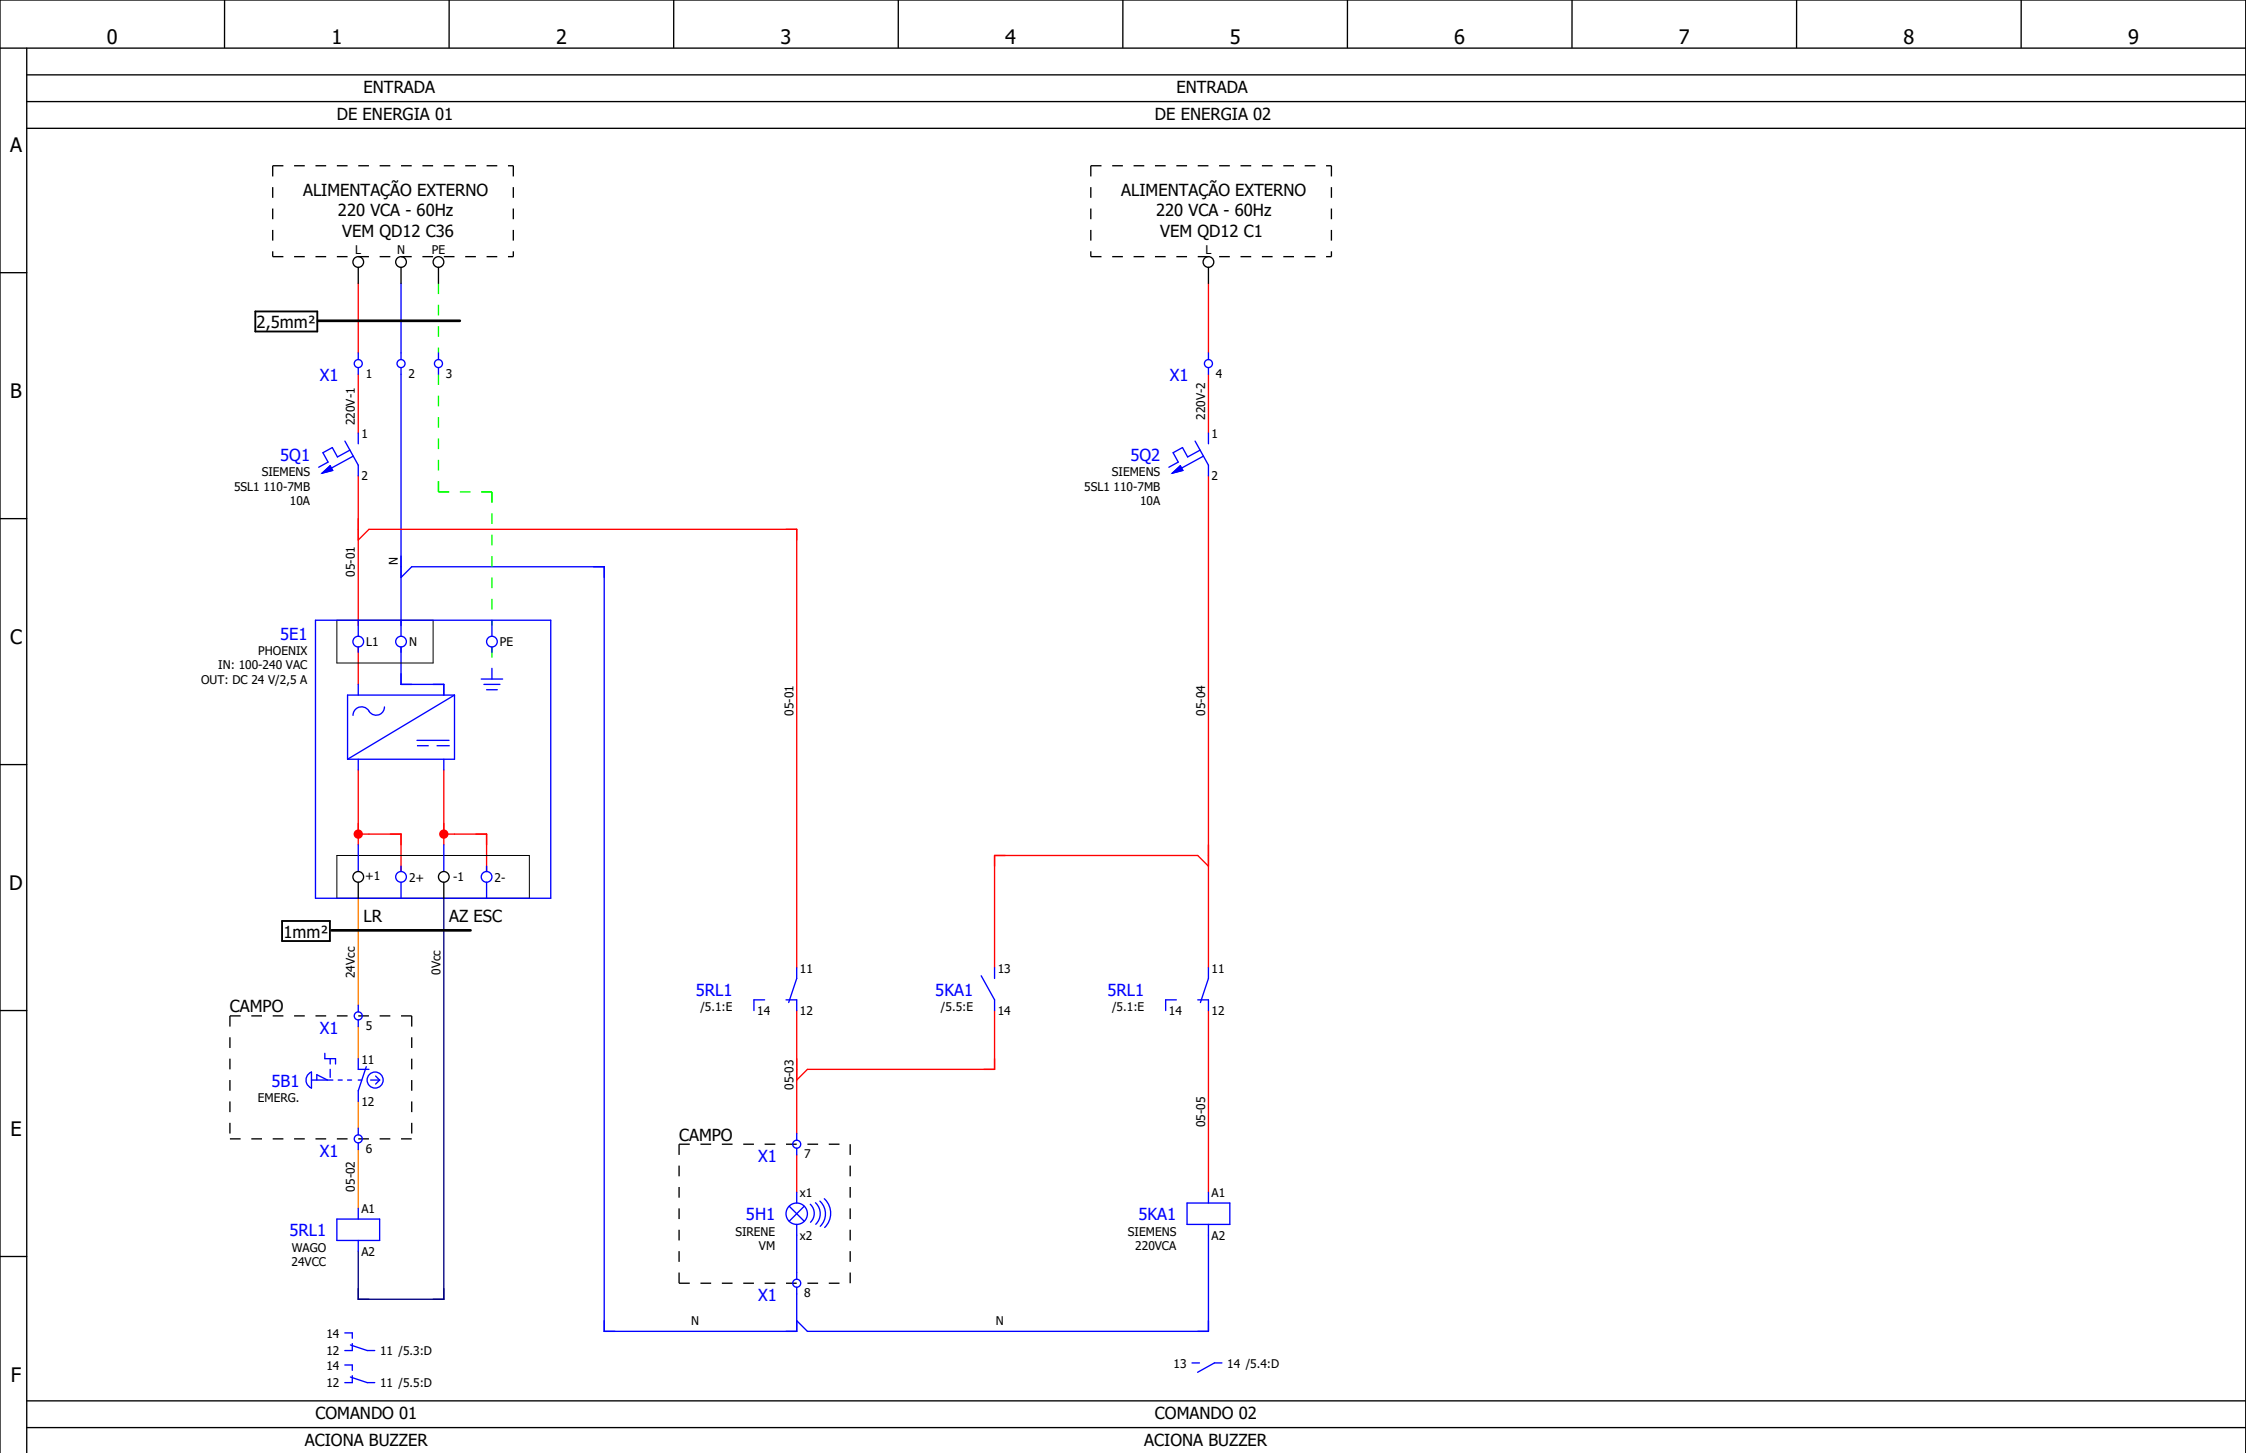 0 1 2 3 4 5 6 7 8 9
ENTRADA
DE ENERGIA 01
ENTRADA
DE ENERGIA 02
A
B
C
D
E
F
ALIMENTAÇÃO EXTERNO
220 VCA - 60Hz
VEM QD12 C36
L N PE
2,5mm²
X1 1 2 3
220V-1
1
5Q1
SIEMENS
5SL1 110-7MB
10A
2
05-01
N
5E1
PHOENIX
IN: 100-240 VAC
OUT: DC 24 V/2,5 A
L1 N PE
+1 2+ -1 2-
LR AZ ESC
1mm²
24Vcc
0Vcc
CAMPO
X1 5
11
5B1
EMERG.
12
X1 6
05-02
A1
5RL1
WAGO
24VCC
A2
14
12 11 /5.3:D
14
12 11 /5.5:D
05-01
11
5RL1
/5.1:E
14 12
05-03
CAMPO
X1 7
x1
5H1
SIRENE
VM
x2
X1 8
N
N
13
5KA1
/5.5:E
14
ALIMENTAÇÃO EXTERNO
220 VCA - 60Hz
VEM QD12 C1
L
X1 4
220V-2
1
5Q2
SIEMENS
5SL1 110-7MB
10A
2
05-04
11
5RL1
/5.1:E
14 12
05-05
A1
5KA1
SIEMENS
220VCA
A2
13 14 /5.4:D
COMANDO 01
ACIONA BUZZER
COMANDO 02
ACIONA BUZZER